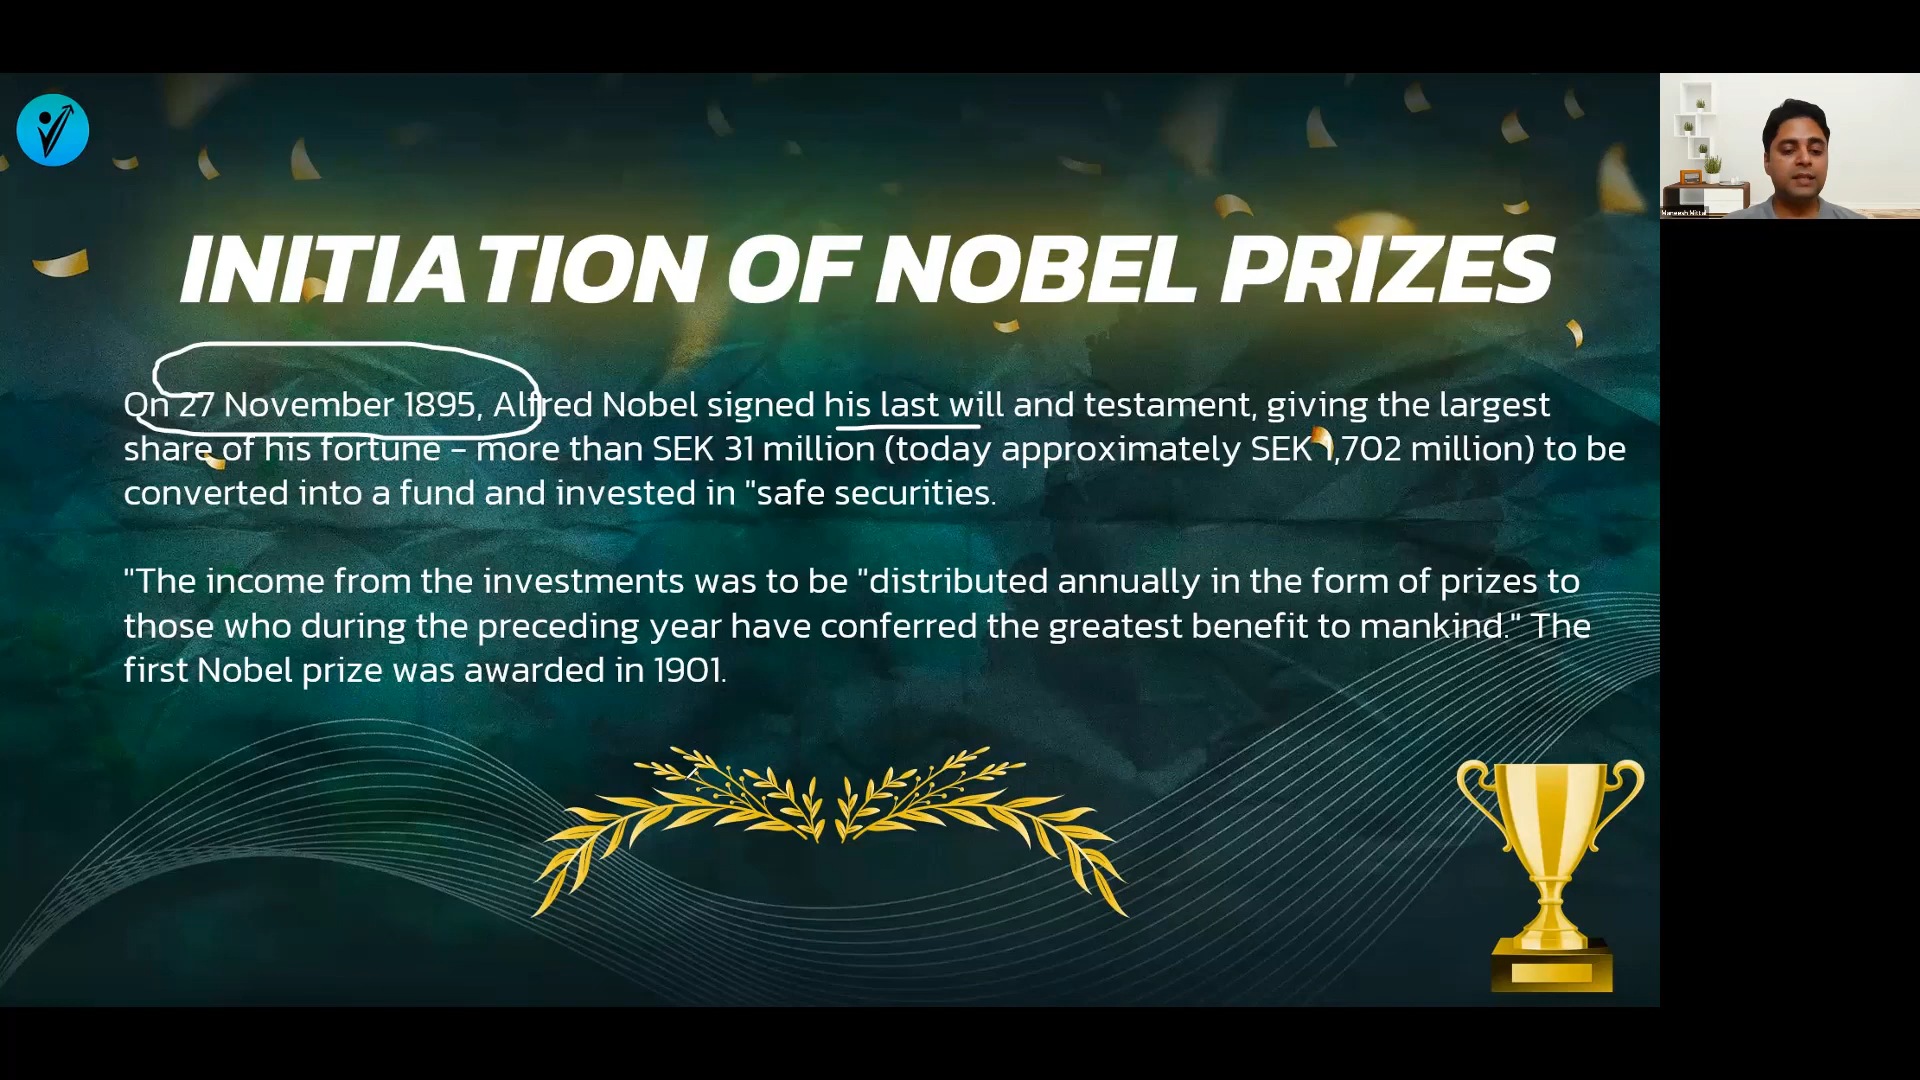 INITIATION OF NOBEL PRIZES
On 27 November 1895, Alfred Nobel signed his last will and testament, giving the largest
share of his fortune – more than SEK 31 million (today approximately SEK 1,702 million) to be
converted into a fund and invested in "safe securities.
"The income from the investments was to be "distributed annually in the form of prizes to
those who during the preceding year have conferred the greatest benefit to mankind." The
first Nobel prize was awarded in 1901.
Maneesh Mittal